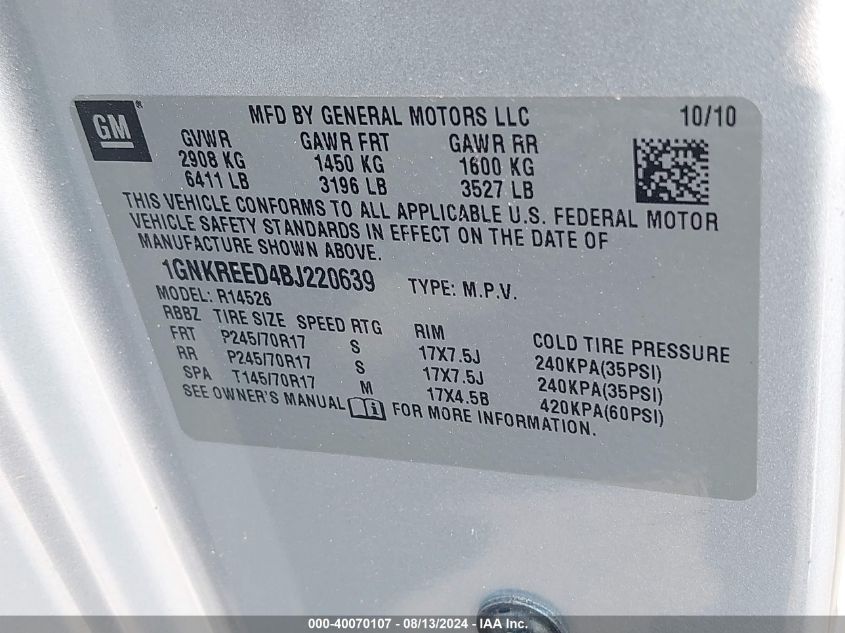 GM® MFD BY GENERAL MOTORS LLC 10/10
GVWR GAWR FRT GAWR RR
2908 KG 1450 KG 1600 KG
6411 LB 3196 LB 3527 LB
THIS VEHICLE CONFORMS TO ALL APPLICABLE U.S. FEDERAL MOTOR
VEHICLE SAFETY STANDARDS IN EFFECT ON THE DATE OF
MANUFACTURE SHOWN ABOVE.
1GNKREED4BJ220639 TYPE: M.P.V.
MODEL: R14526
RBBZ TIRE SIZE SPEED RTG RIM COLD TIRE PRESSURE
FRT P245/70R17 S 17X7.5J 240KPA(35PSI)
RR P245/70R17 S 17X7.5J 240KPA(35PSI)
SPA T145/70R17 M 17X4.5B 420KPA(60PSI)
SEE OWNER'S MANUAL FOR MORE INFORMATION.
000-40070107 - 08/13/2024 - IAA Inc.